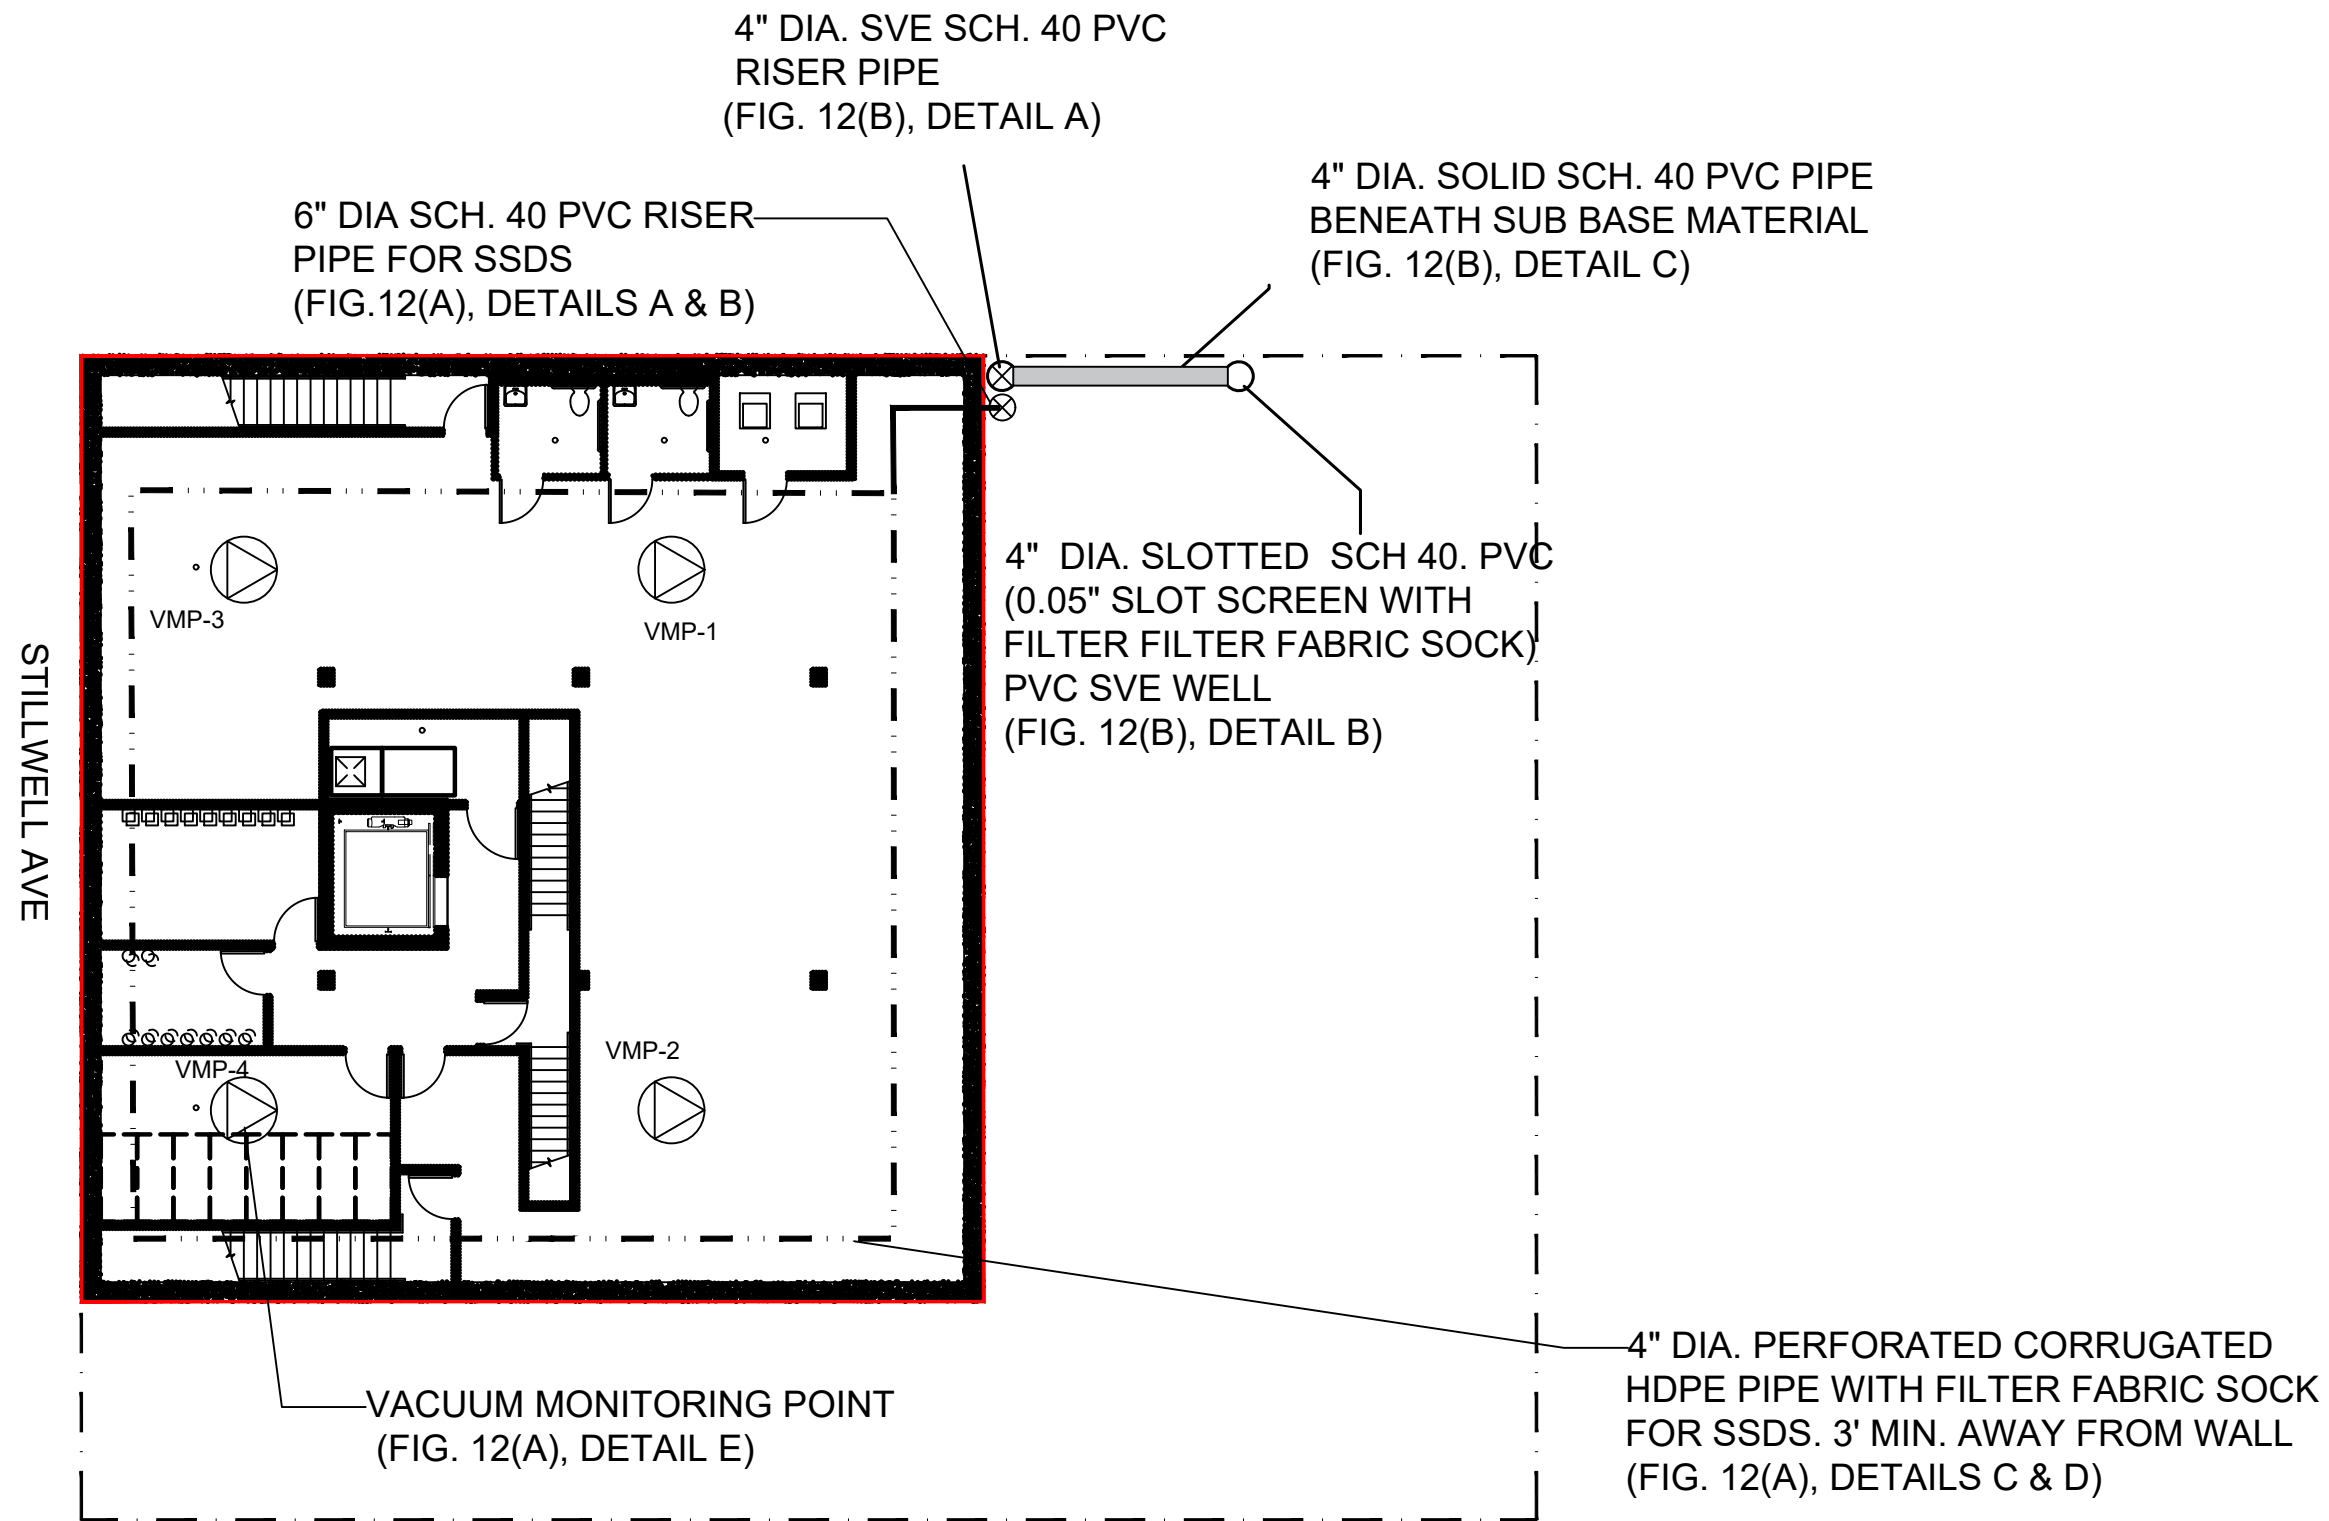 4" DIA. SVE SCH. 40 PVC
RISER PIPE
(FIG. 12(B), DETAIL A)
4" DIA. SOLID SCH. 40 PVC PIPE
BENEATH SUB BASE MATERIAL
(FIG. 12(B), DETAIL C)
6" DIA SCH. 40 PVC RISER
PIPE FOR SSDS
(FIG.12(A), DETAILS A & B)
4" DIA. SLOTTED SCH 40. PVC
(0.05" SLOT SCREEN WITH
FILTER FILTER FABRIC SOCK)
PVC SVE WELL
(FIG. 12(B), DETAIL B)
VMP-3
VMP-1
STILLWELL AVE
VMP-2
VMP-4
4" DIA. PERFORATED CORRUGATED
HDPE PIPE WITH FILTER FABRIC SOCK
FOR SSDS. 3' MIN. AWAY FROM WALL
(FIG. 12(A), DETAILS C & D)
VACUUM MONITORING POINT
(FIG. 12(A), DETAIL E)